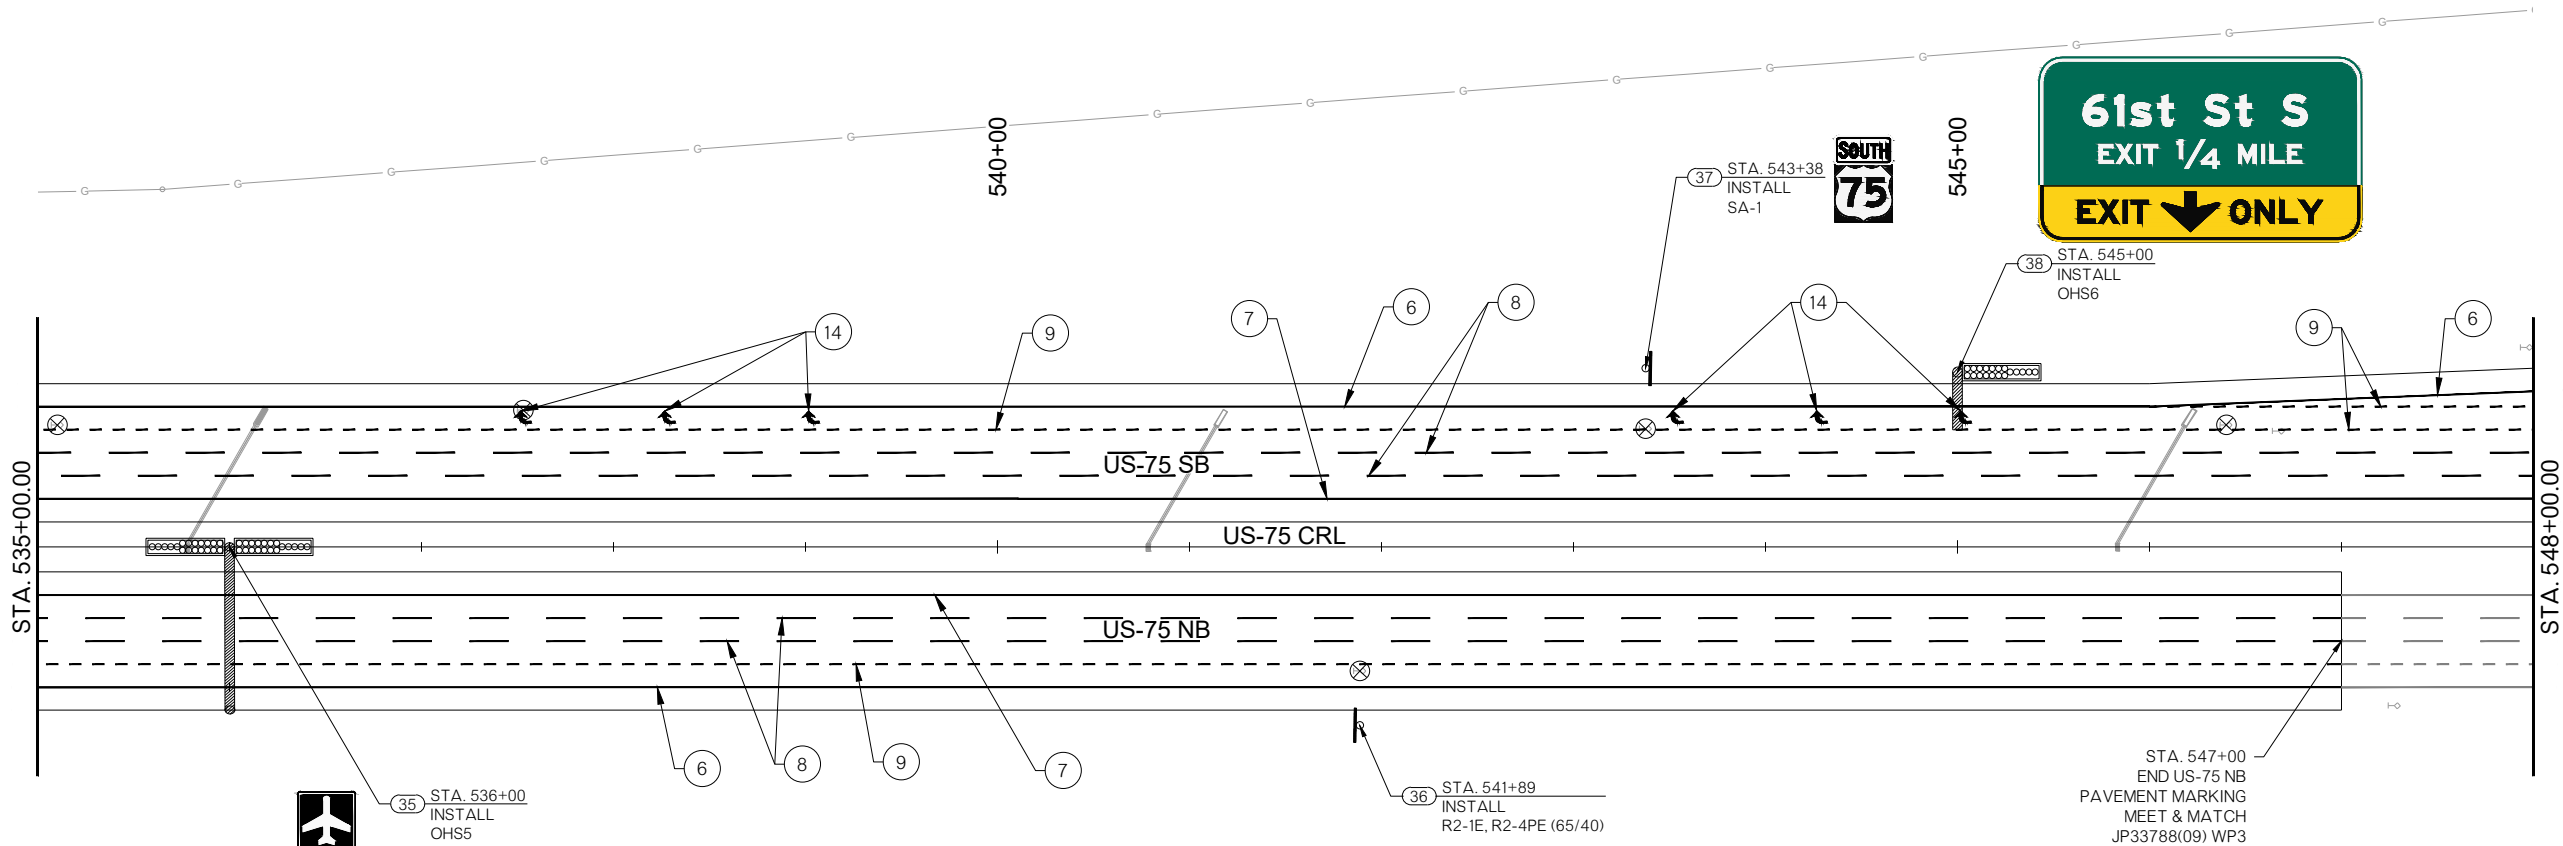 G G G G G G G G G G G G G G G G
540+00
545+00
61st St S
EXIT 1/4 MILE
EXIT ONLY
SOUTH
75
37 STA. 543+38
INSTALL
SA-1
38 STA. 545+00
INSTALL
OHS6
14
9
7
6
8
14
9
6
US-75 SB
US-75 CRL
US-75 NB
STA. 535+00.00
STA. 548+00.00
6
8
9
7
35 STA. 536+00
INSTALL
OHS5
36 STA. 541+89
INSTALL
R2-1E, R2-4PE (65/40)
STA. 547+00
END US-75 NB
PAVEMENT MARKING
MEET & MATCH
JP33788(09) WP3